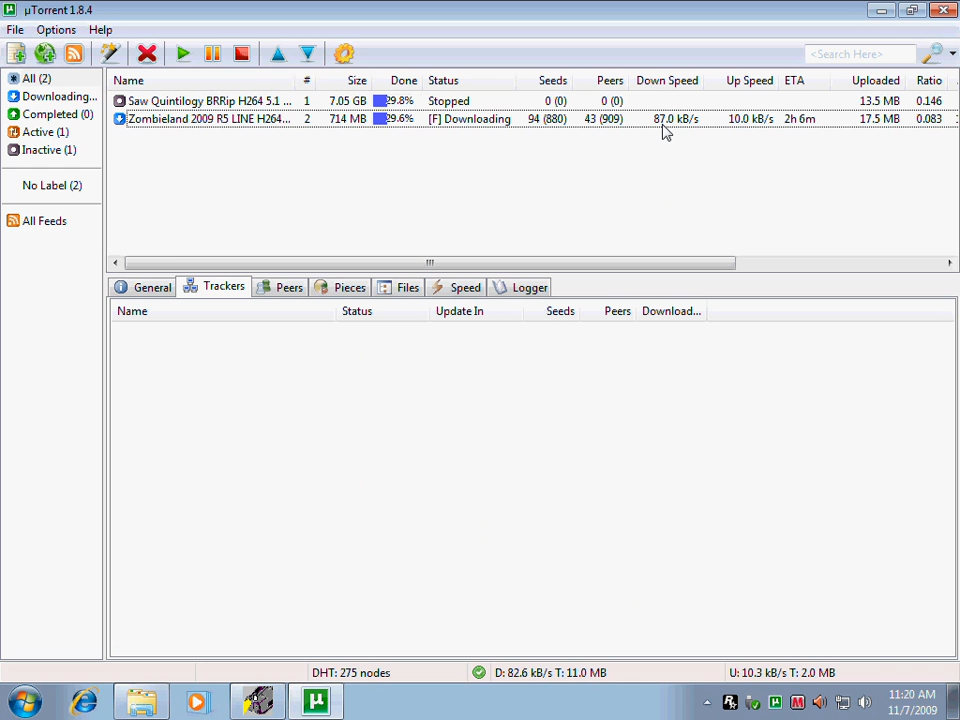 µTorrent 1.8.4
File Options Help
<Search Here>
All (2)
Downloading...
Completed (0)
Active (1)
Inactive (1)
No Label (2)
All Feeds
Name # Size Done Status Seeds Peers Down Speed Up Speed ETA Uploaded Ratio
Saw Quintilogy BRRip H264 5.1 ... 1 7.05 GB 29.8% Stopped 0 (0) 0 (0) 13.5 MB 0.146
Zombieland 2009 R5 LINE H264... 2 714 MB 29.6% [F] Downloading 94 (880) 43 (909) 87.0 kB/s 10.0 kB/s 2h 6m 17.5 MB 0.083
General Trackers Peers Pieces Files Speed Logger
Name Status Update In Seeds Peers Download...
DHT: 275 nodes D: 82.6 kB/s T: 11.0 MB U: 10.3 kB/s T: 2.0 MB
11:20 AM
11/7/2009